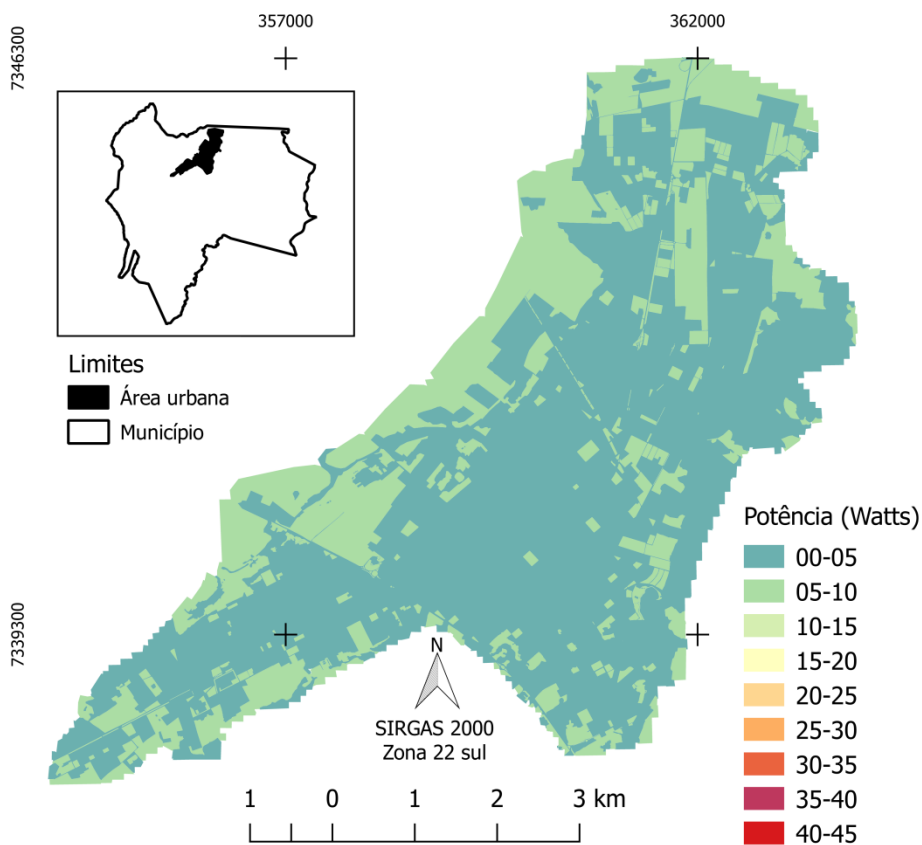 357000
362000
7346300
Limites
Área urbana
Município
7339300
N
SIRGAS 2000
Zona 22 sul
1 0 1 2 3 km
Potência (Watts)
00-05
05-10
10-15
15-20
20-25
25-30
30-35
35-40
40-45